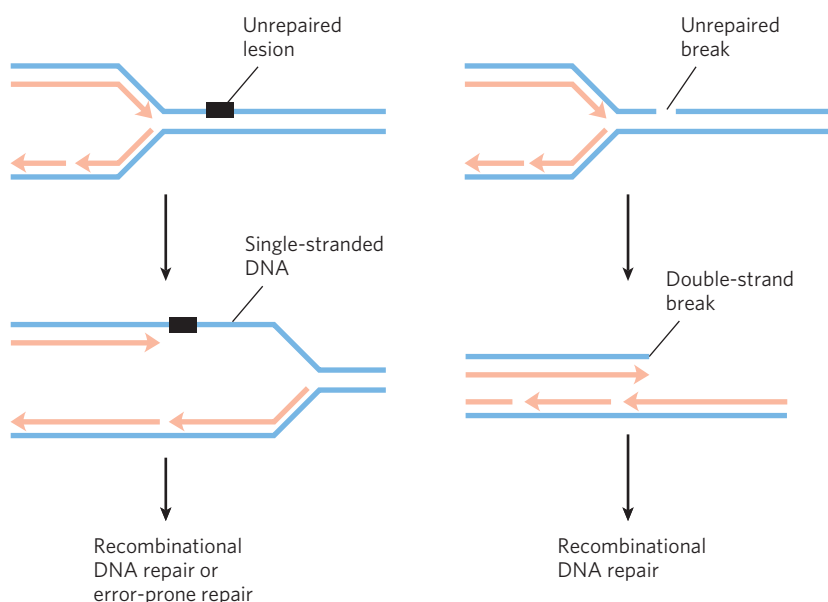 Unrepaired
lesion
Unrepaired
break
Single-stranded
DNA
Double-strand
break
Recombinational
DNA repair or
error-prone repair
Recombinational
DNA repair